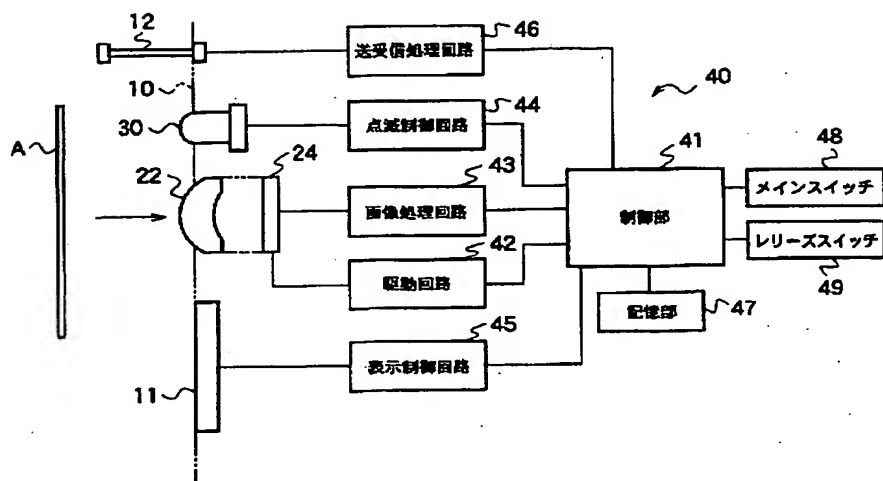 12
46
送受信処理回路
40
10
44
30
点滅制御回路
A
24
41
48
22
43
メインスイッチ
画像処理回路
制御部
42
レリーズスイッチ
駆動回路
49
45
記憶部
47
表示制御回路
11